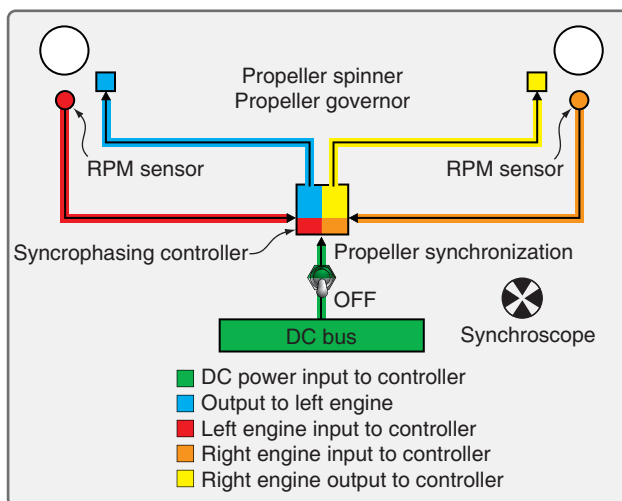 Propeller spinner
Propeller governor
RPM sensor
RPM sensor
Syncrophasing controller
Propeller synchronization
OFF
DC bus
Synchroscope
DC power input to controller
Output to left engine
Left engine input to controller
Right engine input to controller
Right engine output to controller